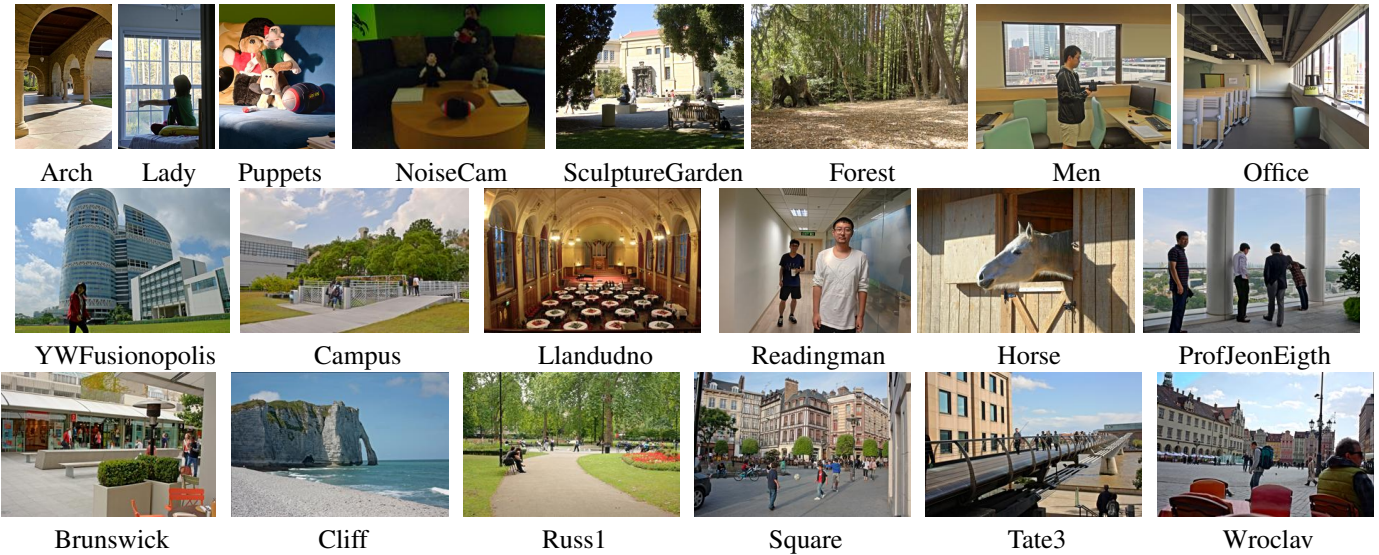 Arch Lady Puppets NoiseCam SculptureGarden Forest Men Office
YWFusionopolis Campus Llandudno Readingman Horse ProfJeonEigth
Brunswick Cliff Russ1 Square Tate3 Wroclav